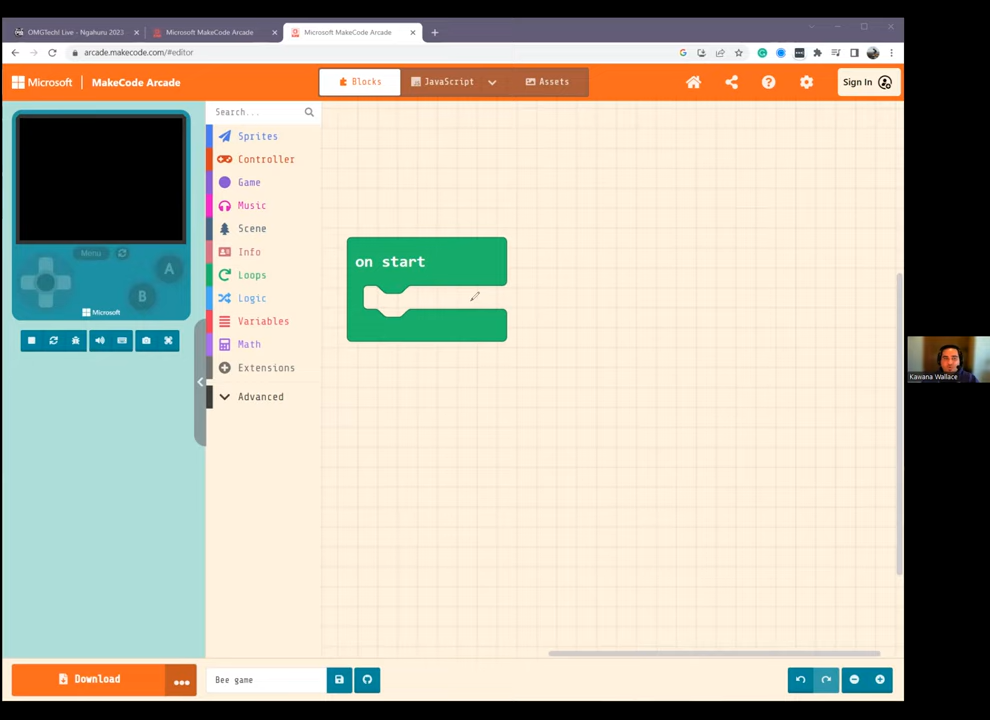 OMGTech! Live - Ngahuru 2023
Microsoft MakeCode Arcade
Microsoft MakeCode Arcade
arcade.makecode.com/#editor
Microsoft
MakeCode Arcade
Blocks
JavaScript
Assets
Sign In
Search...
Sprites
Controller
Game
Music
Scene
Info
Loops
Logic
Variables
Math
Extensions
Advanced
Menu
A
B
Microsoft
on start
Kawana Wallace
Download
Bee game